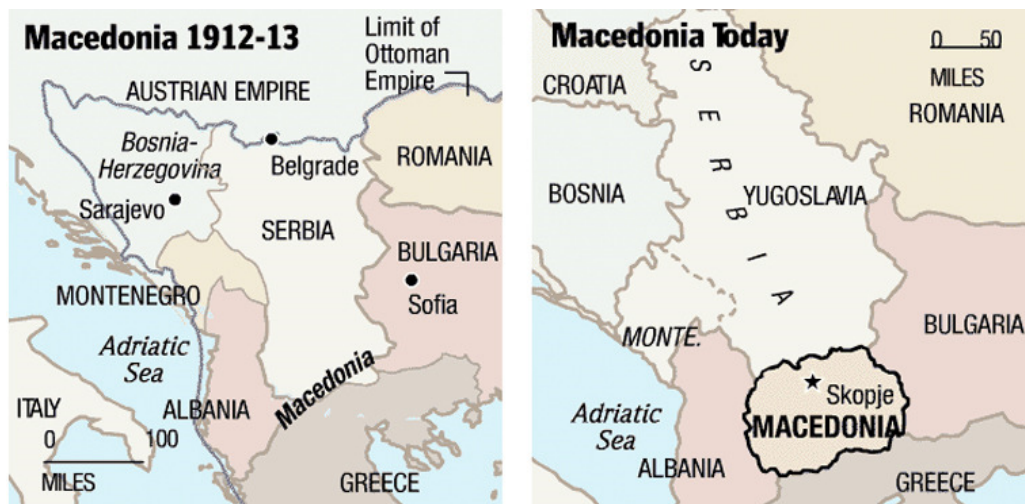 Macedonia 1912-13
Limit of
Ottoman
Empire
AUSTRIAN EMPIRE
Bosnia-
Herzegovina
Belgrade
ROMANIA
Sarajevo
SERBIA
BULGARIA
Sofia
MONTENEGRO
Adriatic
Sea
Macedonia
ITALY
ALBANIA
0 100
MILES
GREECE
Macedonia Today
0 50
MILES
CROATIA
ROMANIA
SERBIA
BOSNIA
YUGOSLAVIA
BULGARIA
MONTE.
Skopje
MACEDONIA
Adriatic
Sea
ALBANIA
GREECE